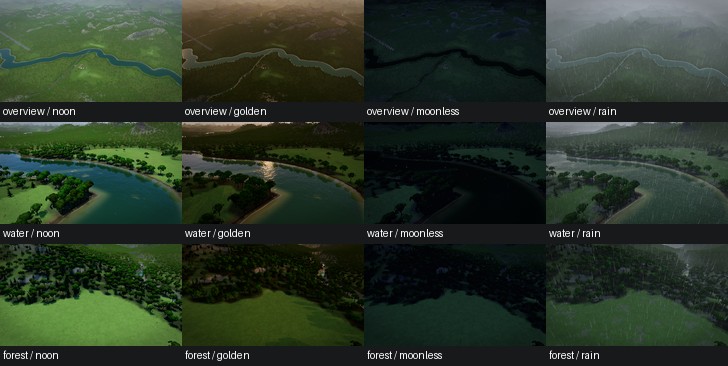 overview / noon
overview / golden
overview / moonless
overview / rain
water / noon
water / golden
water / moonless
water / rain
forest / noon
forest / golden
forest / moonless
forest / rain